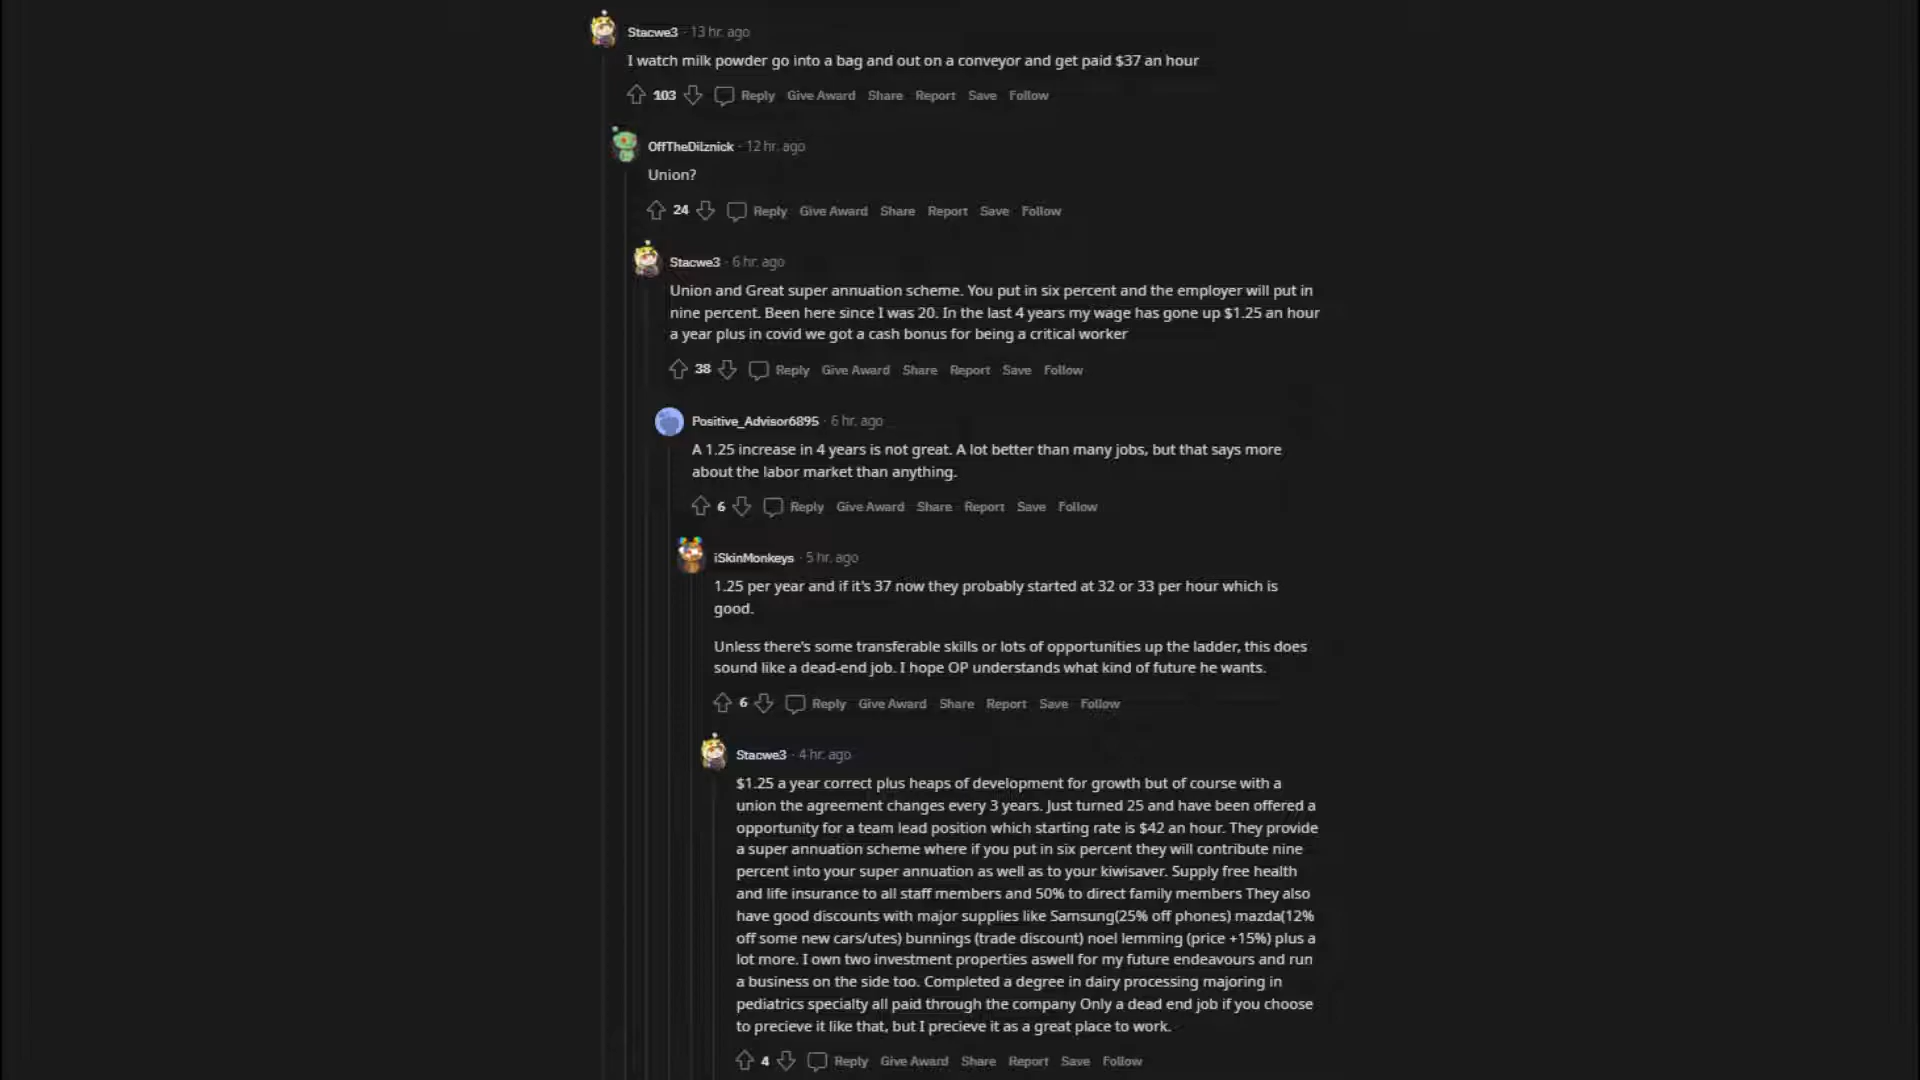 Stacwe3 · 13 hr. ago
I watch milk powder go into a bag and out on a conveyor and get paid $37 an hour
103 Reply Give Award Share Report Save Follow
OffTheDilznick · 12 hr. ago
Union?
24 Reply Give Award Share Report Save Follow
Stacwe3 · 6 hr. ago
Union and Great super annuation scheme. You put in six percent and the employer will put in
nine percent. Been here since I was 20. In the last 4 years my wage has gone up $1.25 an hour
a year plus in covid we got a cash bonus for being a critical worker
38 Reply Give Award Share Report Save Follow
Positive_Advisor6895 · 6 hr. ago
A 1.25 increase in 4 years is not great. A lot better than many jobs, but that says more
about the labor market than anything.
6 Reply Give Award Share Report Save Follow
iSkinMonkeys · 5 hr. ago
1.25 per year and if it's 37 now they probably started at 32 or 33 per hour which is
good.
Unless there's some transferable skills or lots of opportunities up the ladder, this does
sound like a dead-end job. I hope OP understands what kind of future he wants.
6 Reply Give Award Share Report Save Follow
Stacwe3 · 4 hr. ago
$1.25 a year correct plus heaps of development for growth but of course with a
union the agreement changes every 3 years. Just turned 25 and have been offered a
opportunity for a team lead position which starting rate is $42 an hour. They provide
a super annuation scheme where if you put in six percent they will contribute nine
percent into your super annuation as well as to your kiwisaver. Supply free health
and life insurance to all staff members and 50% to direct family members They also
have good discounts with major supplies like Samsung(25% off phones) mazda(12%
off some new cars/utes) bunnings (trade discount) noel lemming (price +15%) plus a
lot more. I own two investment properties aswell for my future endeavours and run
a business on the side too. Completed a degree in dairy processing majoring in
pediatrics specialty all paid through the company Only a dead end job if you choose
to precieve it like that, but I precieve it as a great place to work.
4 Reply Give Award Share Report Save Follow